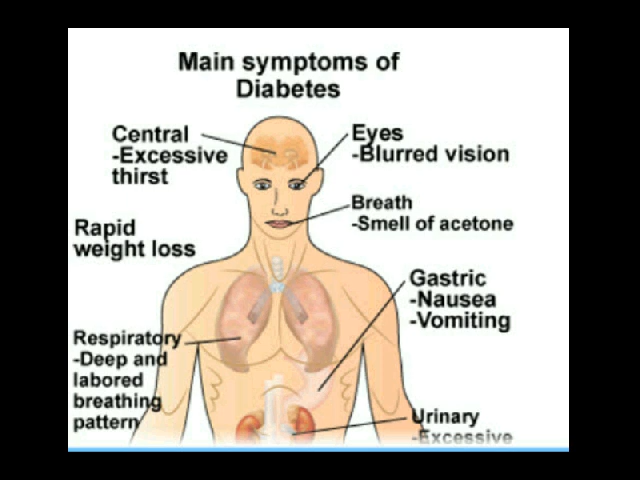 Main symptoms of
Diabetes
Central
-Excessive
thirst
Eyes
-Blurred vision
Breath
-Smell of acetone
Rapid
weight loss
Gastric
-Nausea
-Vomiting
Respiratory
-Deep and
labored
breathing
pattern
Urinary
-Excessive